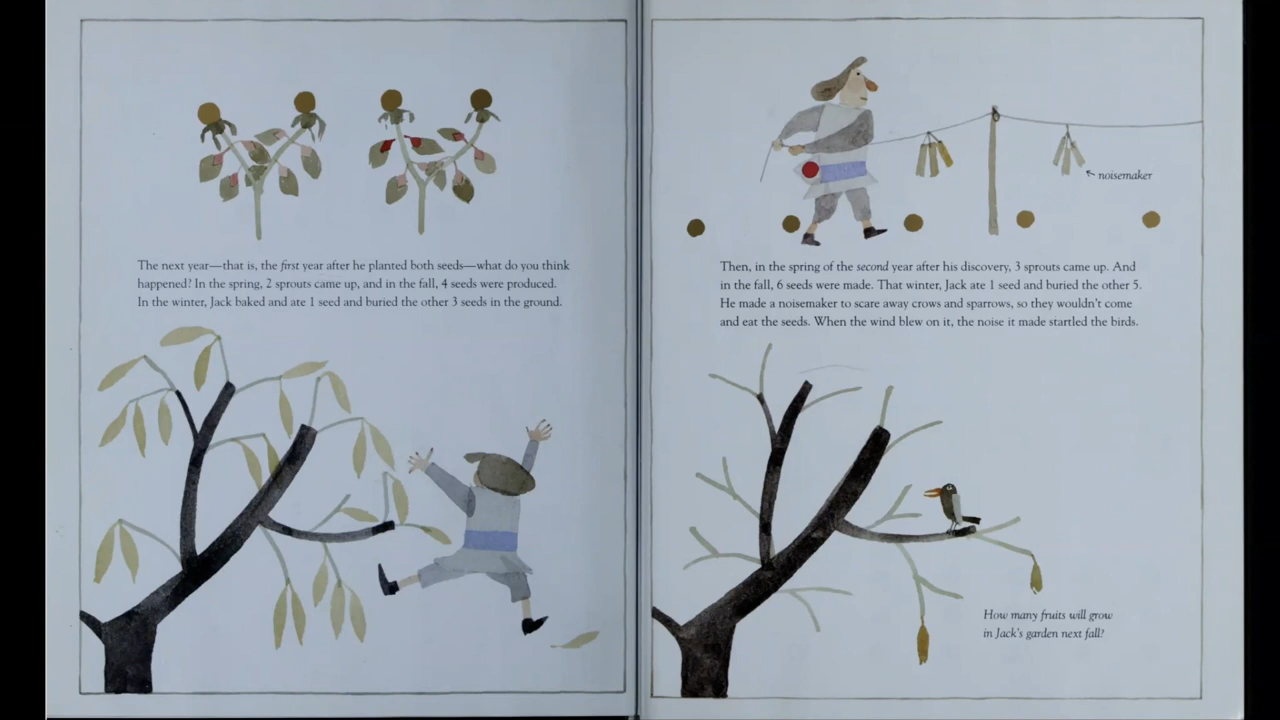 The next year—that is, the first year after he planted both seeds—what do you think
happened? In the spring, 2 sprouts came up, and in the fall, 4 seeds were produced.
In the winter, Jack baked and ate 1 seed and buried the other 3 seeds in the ground.
noisemaker
Then, in the spring of the second year after his discovery, 3 sprouts came up. And
in the fall, 6 seeds were made. That winter, Jack ate 1 seed and buried the other 5.
He made a noisemaker to scare away crows and sparrows, so they wouldn't come
and eat the seeds. When the wind blew on it, the noise it made startled the birds.
How many fruits will grow
in Jack's garden next fall?